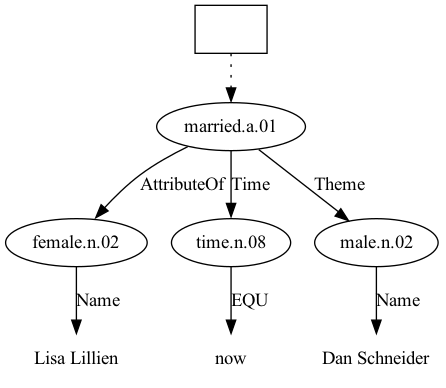 married.a.01
AttributeOf Time Theme
female.n.02 time.n.08 male.n.02
Name EQU Name
Lisa Lillien now Dan Schneider